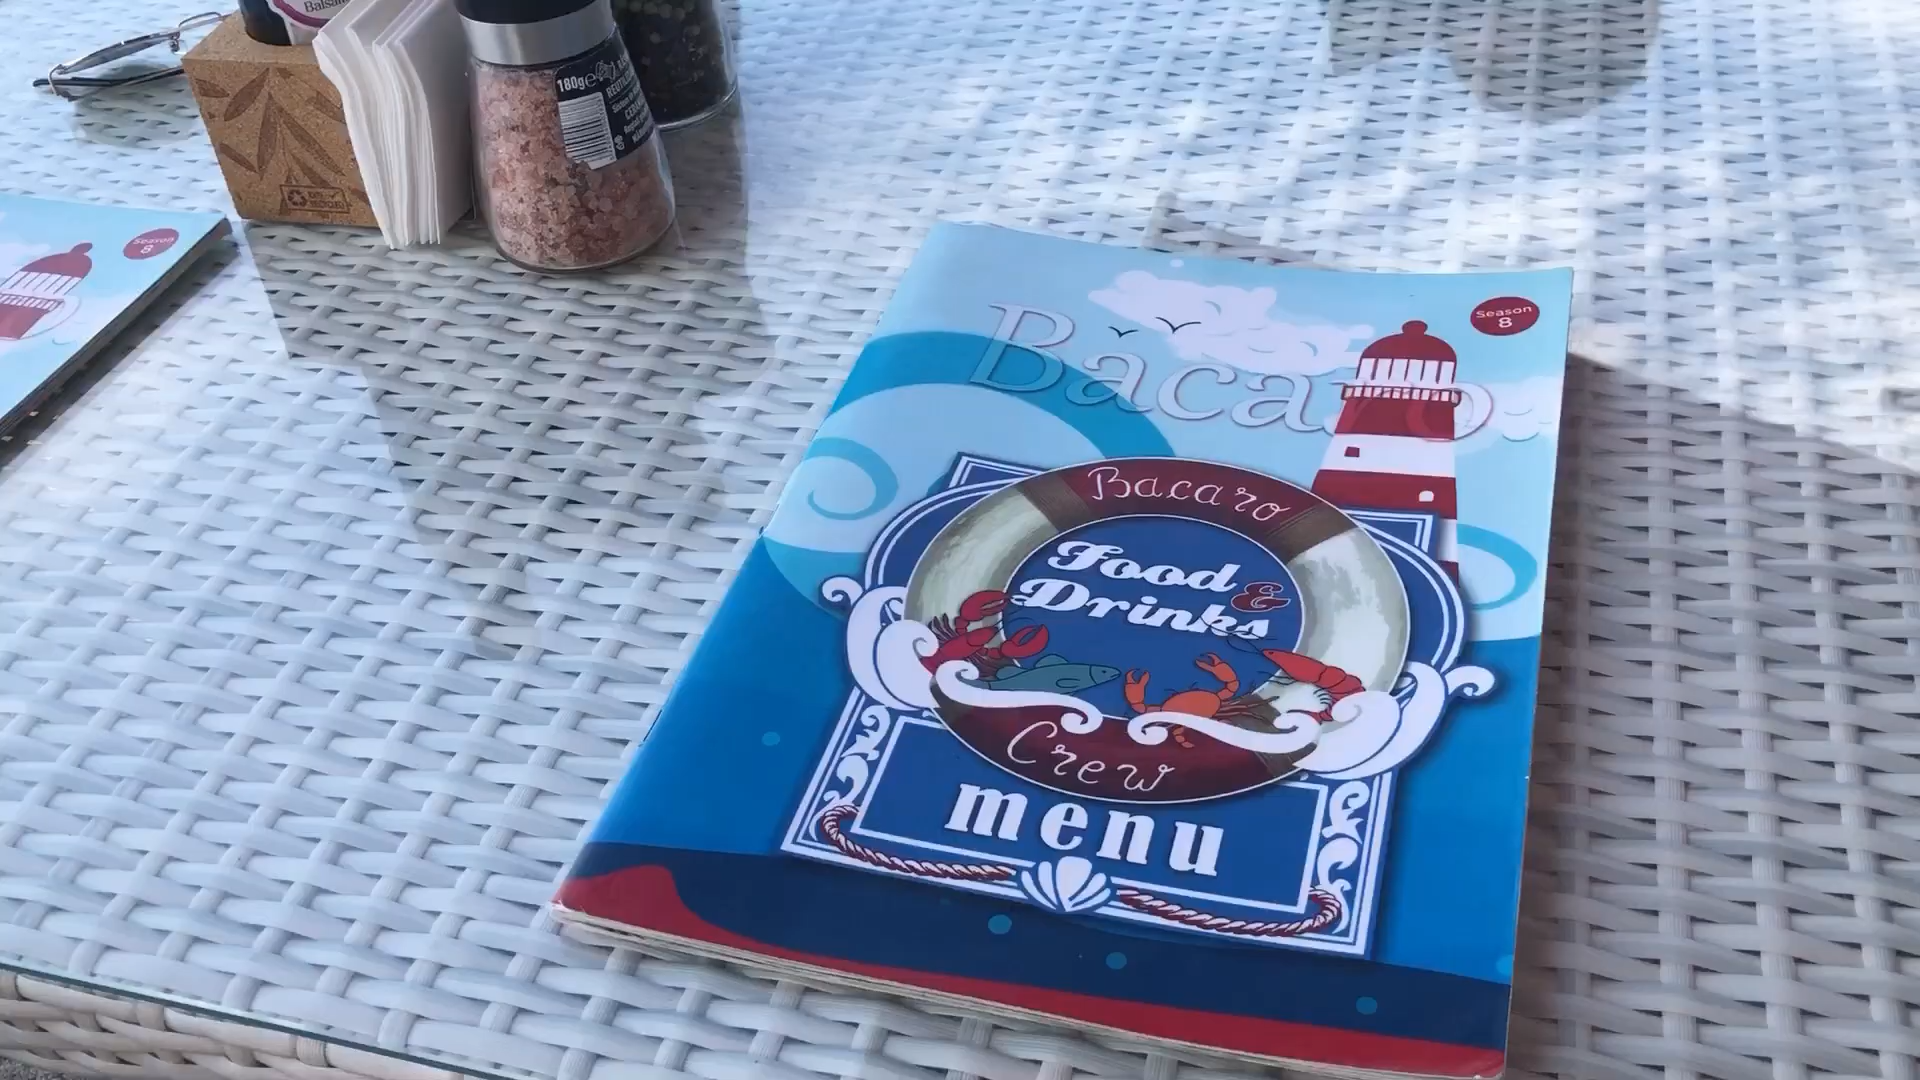 180g e
Season
8
Season
8
Bacaro
Bacaro
Food &
Drinks
Crew
menu